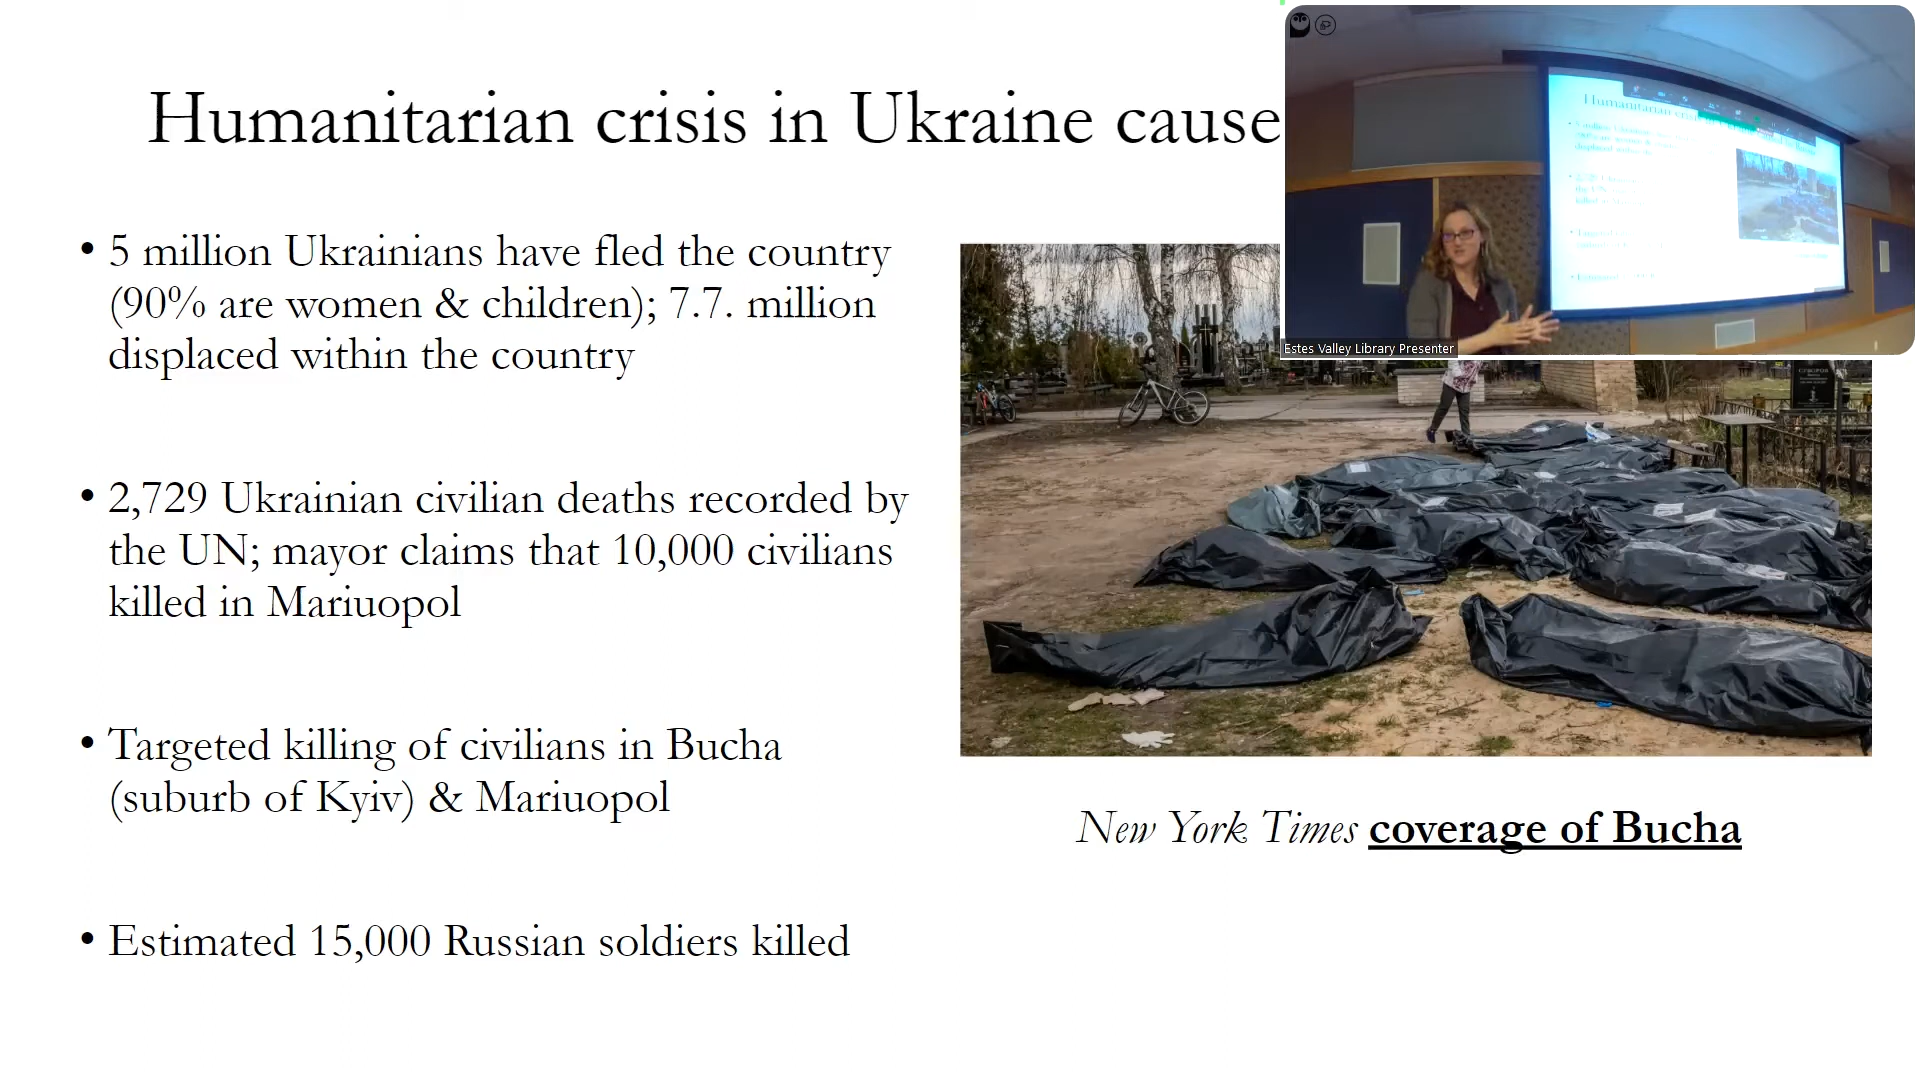 Humanitarian crisis in Ukraine cause
• 5 million Ukrainians have fled the country
(90% are women & children); 7.7. million
displaced within the country
• 2,729 Ukrainian civilian deaths recorded by
the UN; mayor claims that 10,000 civilians
killed in Mariuopol
• Targeted killing of civilians in Bucha
(suburb of Kyiv) & Mariuopol
• Estimated 15,000 Russian soldiers killed
Estes Valley Library Presenter
New York Times coverage of Bucha